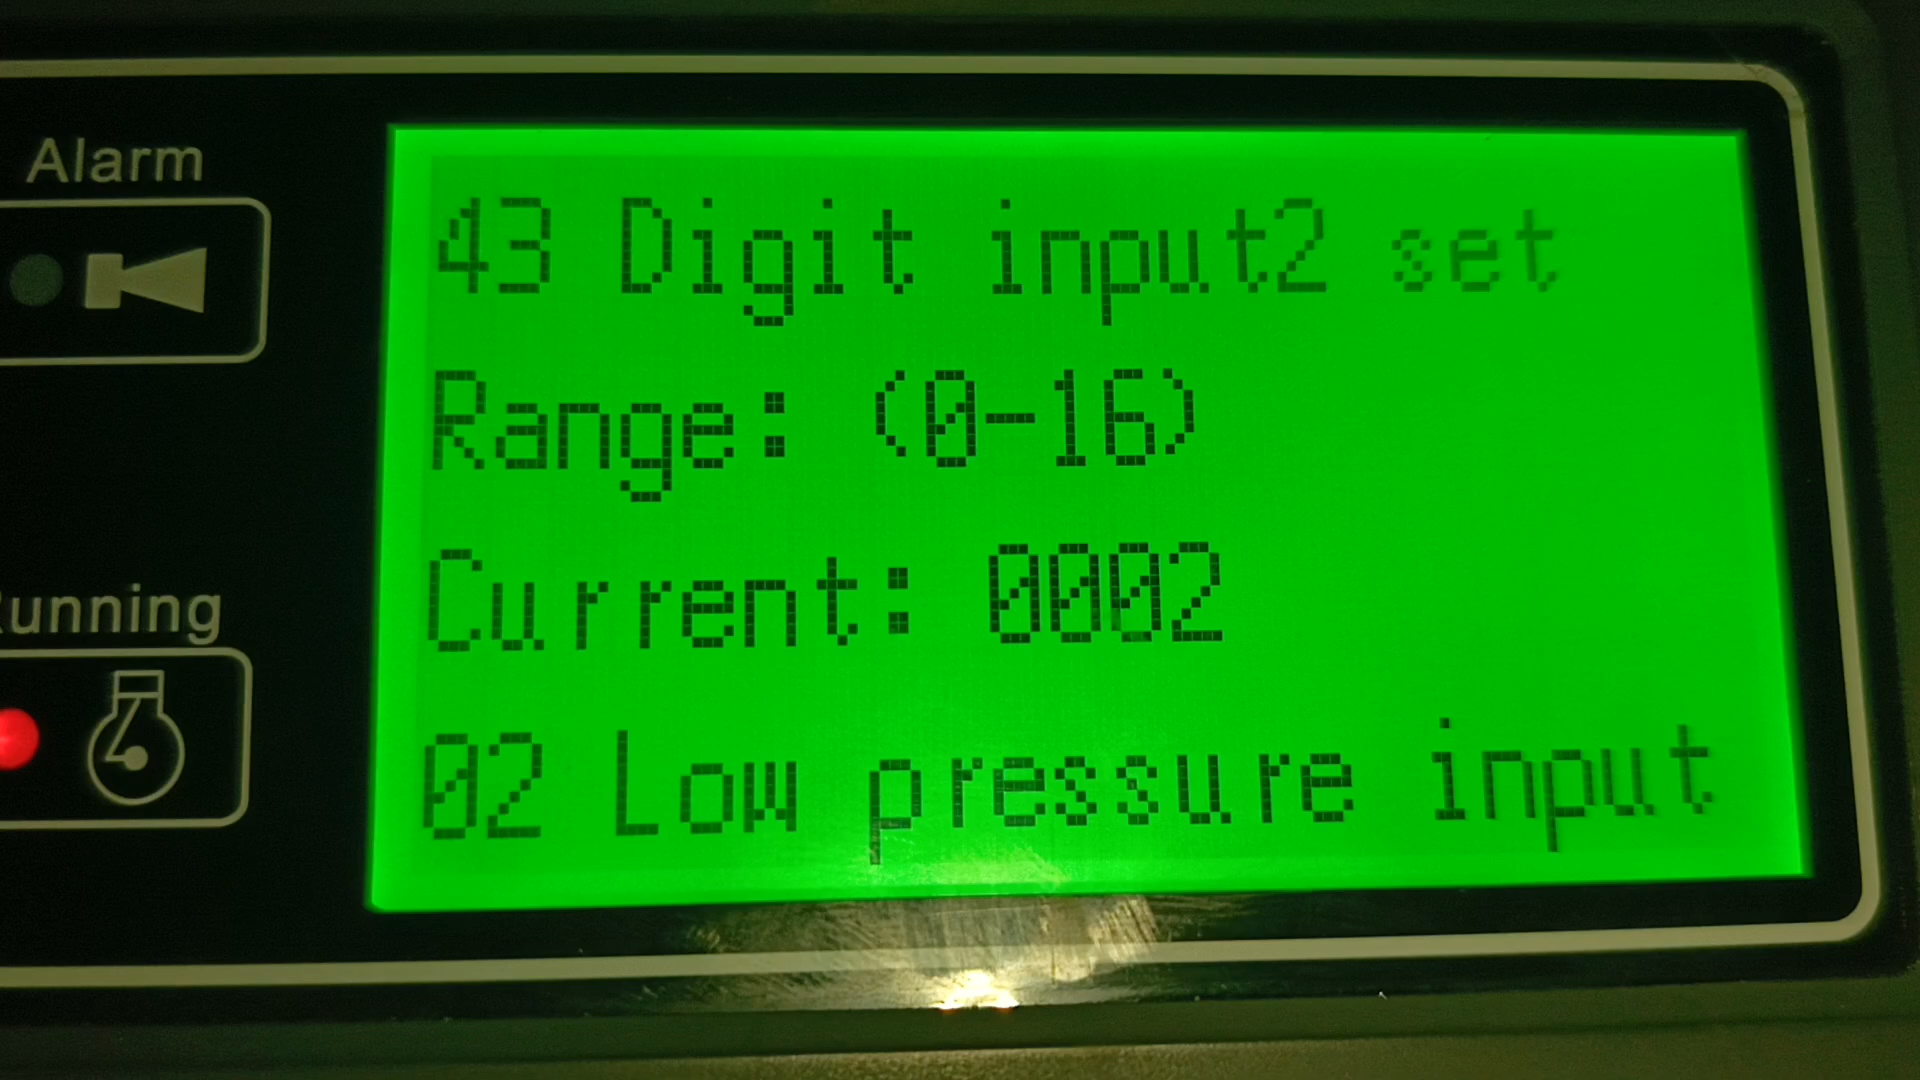 Alarm
43 Digit input2 set
Range: (0-16)
Current: 0002
Running
02 Low pressure input